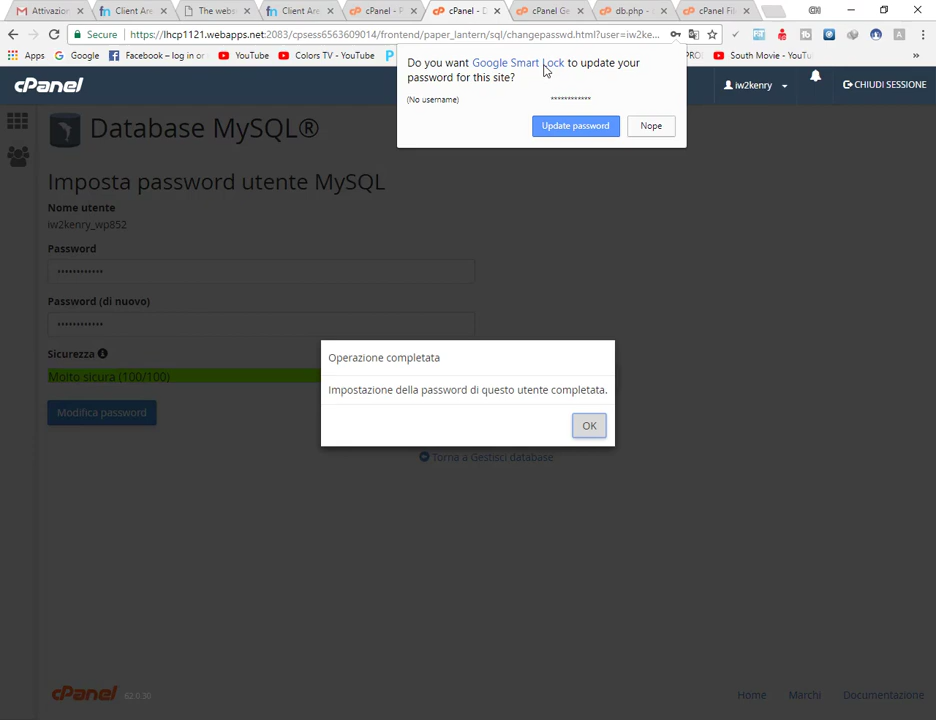 Attivazion
Client Are
The webs
Client Are
cPanel - P
cPanel - D
cPanel Ge
db.php -
cPanel Fil
Secure
https://lhcp1121.webapps.net:2083/cpsess6563609014/frontend/paper_lantern/sql/changepasswd.html?user=iw2ke...
Apps
Google
Facebook – log in or
YouTube
Colors TV - YouTube
South Movie - YouTu
Do you want Google Smart Lock to update your
password for this site?
(No username)
************
Update password
Nope
cPanel
iw2kenry
CHIUDI SESSIONE
Database MySQL®
Imposta password utente MySQL
Nome utente
iw2kenry_wp852
Password
••••••••••••
Password (di nuovo)
••••••••••••
Sicurezza
Molto sicura (100/100)
Modifica password
Operazione completata
Impostazione della password di questo utente completata.
OK
Torna a Gestisci database
cPanel 62.0.30
Home
Marchi
Documentazione